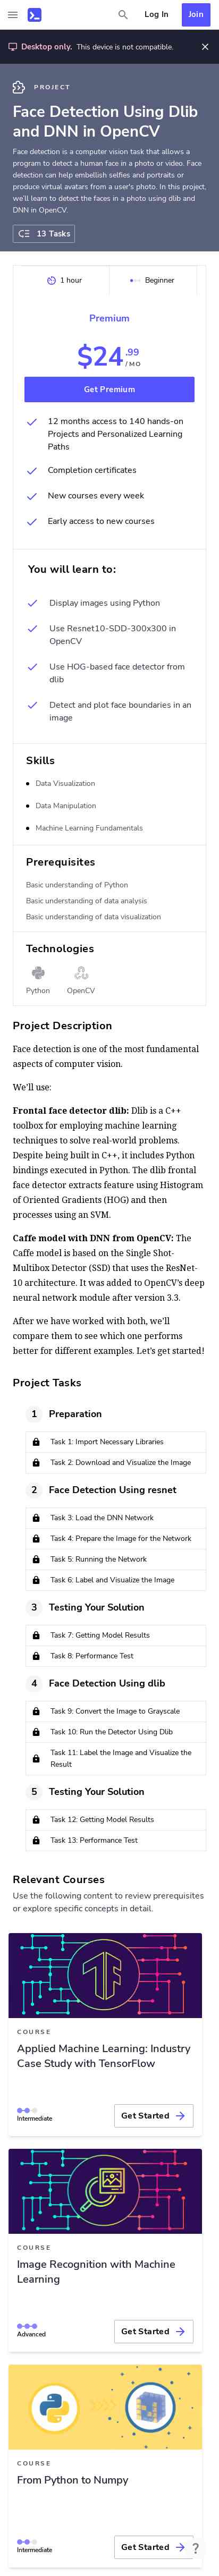 Log In
Join
Desktop only. This device is not compatible.
PROJECT
Face Detection Using Dlib
and DNN in OpenCV
Face detection is a computer vision task that allows a
program to detect a human face in a photo or video. Face
detection can help embellish selfies and portraits or
produce virtual avatars from a user's photo. In this project,
we'll learn to detect the faces in a photo using dlib and
DNN in OpenCV.
13 Tasks
1 hour
Beginner
Premium
$24.99
/ MO
Get Premium
12 months access to 140 hands-on
Projects and Personalized Learning
Paths
Completion certificates
New courses every week
Early access to new courses
You will learn to:
Display images using Python
Use Resnet10-SDD-300x300 in
OpenCV
Use HOG-based face detector from
dlib
Detect and plot face boundaries in an
image
Skills
Data Visualization
Data Manipulation
Machine Learning Fundamentals
Prerequisites
Basic understanding of Python
Basic understanding of data analysis
Basic understanding of data visualization
Technologies
Python
OpenCV
Project Description
Face detection is one of the most fundamental
aspects of computer vision.
We'll use:
Frontal face detector dlib: Dlib is a C++
toolbox for employing machine learning
techniques to solve real-world problems.
Despite being built in C++, it includes Python
bindings executed in Python. The dlib frontal
face detector extracts feature using Histogram
of Oriented Gradients (HOG) and then
processes using an SVM.
Caffe model with DNN from OpenCV: The
Caffe model is based on the Single Shot-
Multibox Detector (SSD) that uses the ResNet-
10 architecture. It was added to OpenCV's deep
neural network module after version 3.3.
After we have worked with both, we'll
compare them to see which one performs
better for different examples. Let's get started!
Project Tasks
1 Preparation
Task 1: Import Necessary Libraries
Task 2: Download and Visualize the Image
2 Face Detection Using resnet
Task 3: Load the DNN Network
Task 4: Prepare the Image for the Network
Task 5: Running the Network
Task 6: Label and Visualize the Image
3 Testing Your Solution
Task 7: Getting Model Results
Task 8: Performance Test
4 Face Detection Using dlib
Task 9: Convert the Image to Grayscale
Task 10: Run the Detector Using Dlib
Task 11: Label the Image and Visualize the
Result
5 Testing Your Solution
Task 12: Getting Model Results
Task 13: Performance Test
Relevant Courses
Use the following content to review prerequisites
or explore specific concepts in detail.
COURSE
Applied Machine Learning: Industry
Case Study with TensorFlow
Intermediate
Get Started
COURSE
Image Recognition with Machine
Learning
Advanced
Get Started
COURSE
From Python to Numpy
Intermediate
Get Started
?